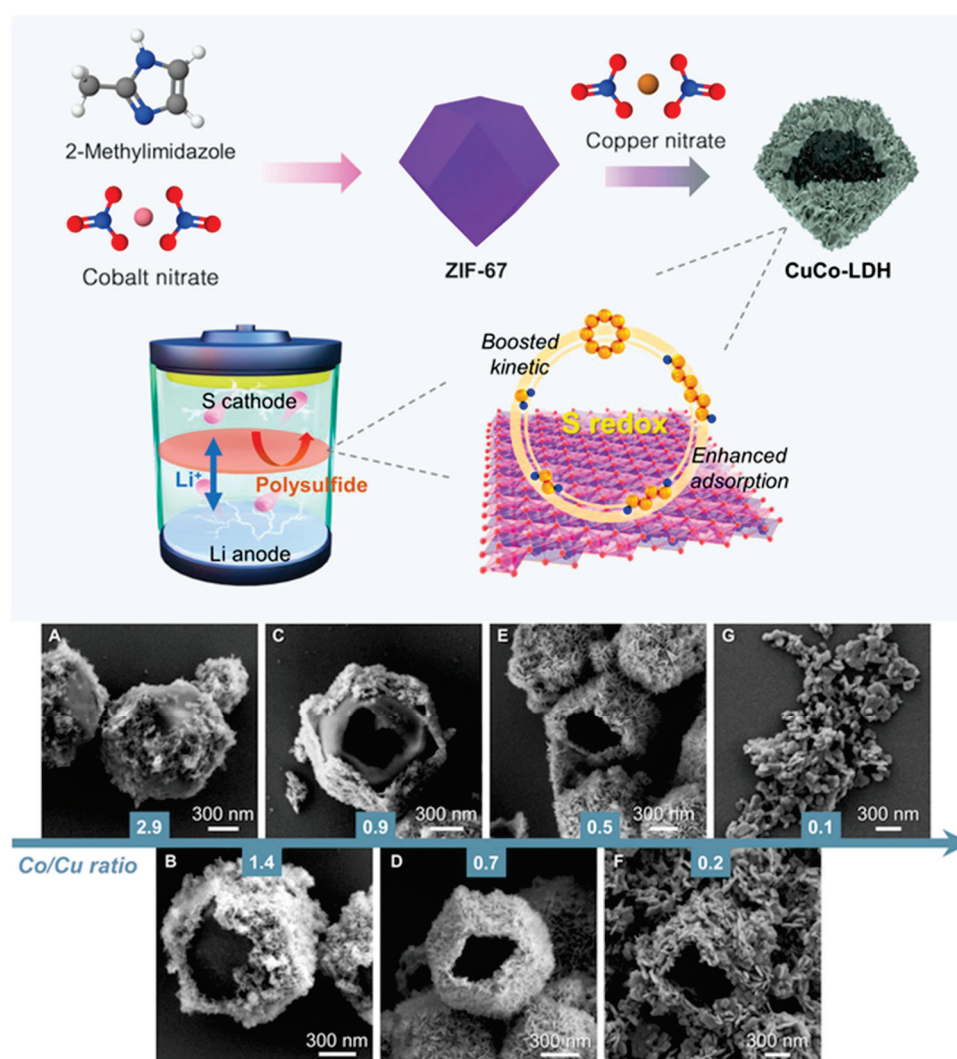 2-Methylimidazole
Cobalt nitrate
ZIF-67
Copper nitrate
CuCo-LDH
S cathode
Li⁺
Polysulfide
Li anode
Boosted
kinetic
S redox
Enhanced
adsorption
A
300 nm
C
300 nm
E
300 nm
G
300 nm
2.9
0.9
0.5
0.1
Co/Cu ratio
1.4
0.7
0.2
B
300 nm
D
300 nm
F
300 nm